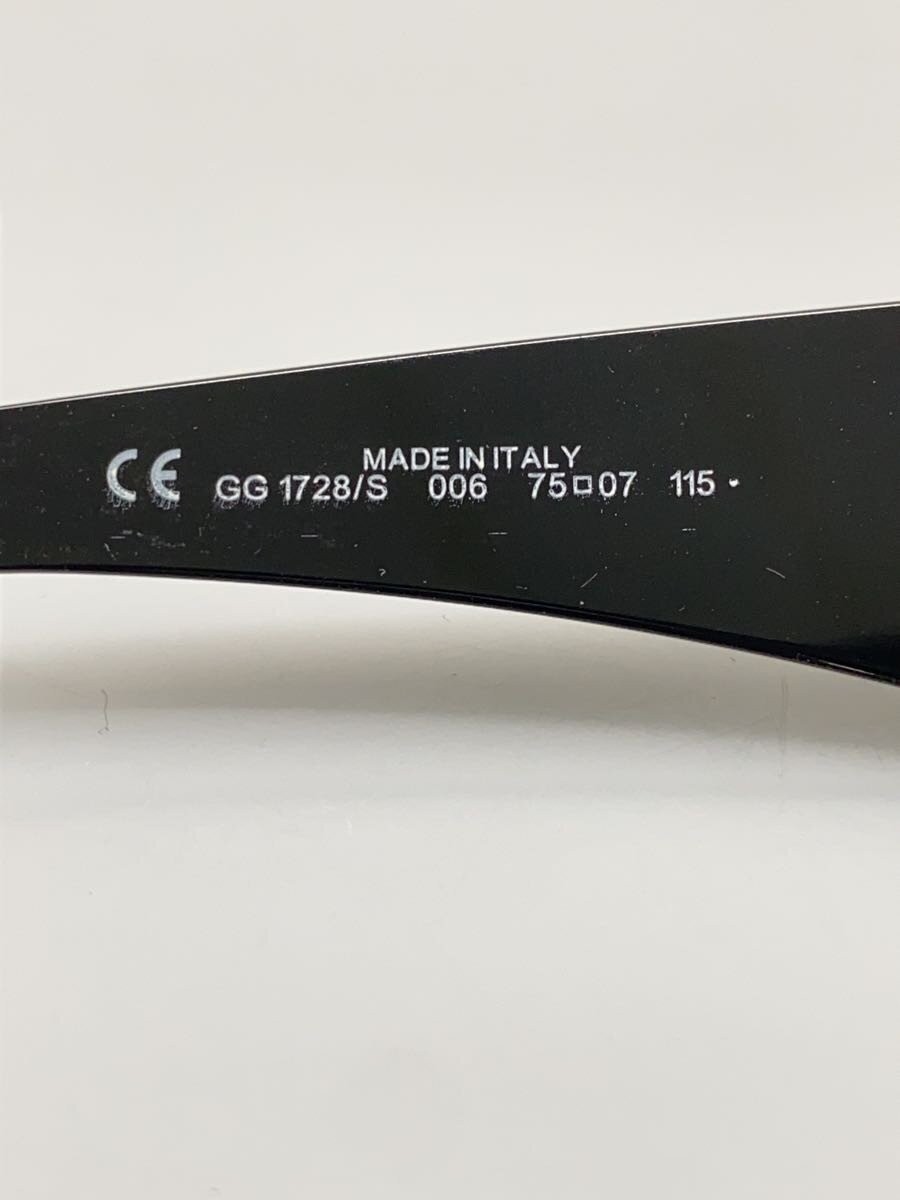 MADE IN ITALY
CE GG 1728/S 006 75□07 115 ·